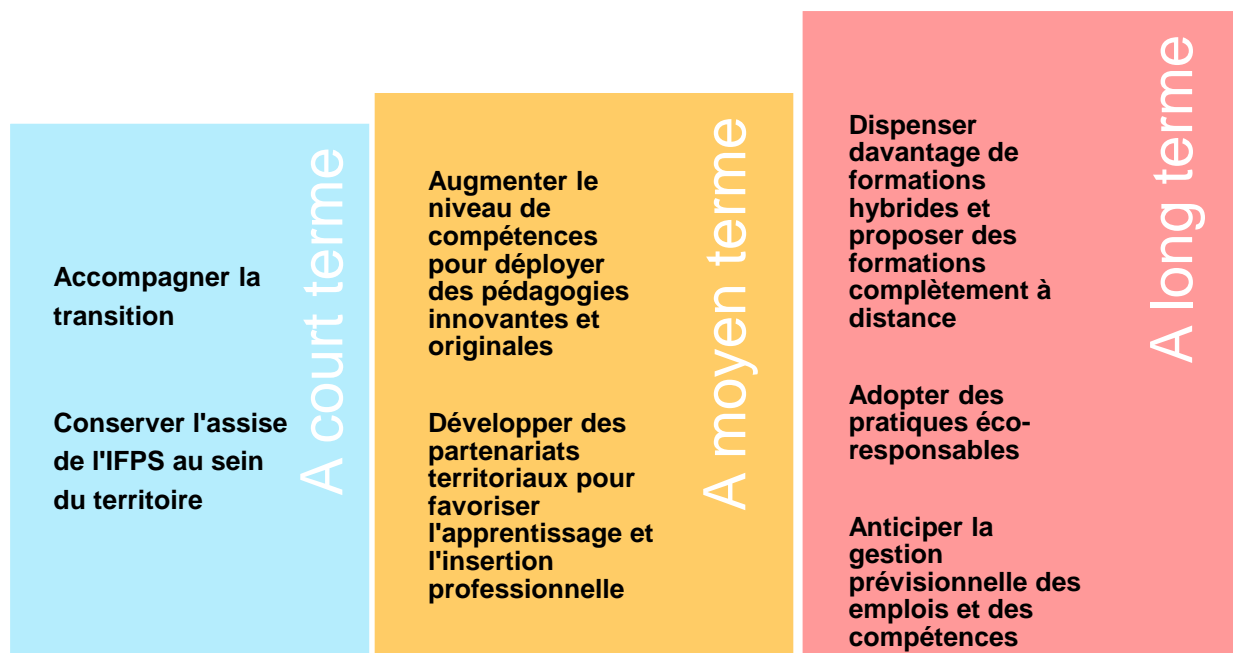 A court terme
Accompagner la
transition
Conserver l'assise
de l'IFPS au sein
du territoire
A moyen terme
Augmenter le
niveau de
compétences
pour déployer
des pédagogies
innovantes et
originales
Développer des
partenariats
territoriaux pour
favoriser
l'apprentissage et
l'insertion
professionnelle
A long terme
Dispenser
davantage de
formations
hybrides et
proposer des
formations
complètement à
distance
Adopter des
pratiques éco-
responsables
Anticiper la
gestion
prévisionnelle des
emplois et des
compétences